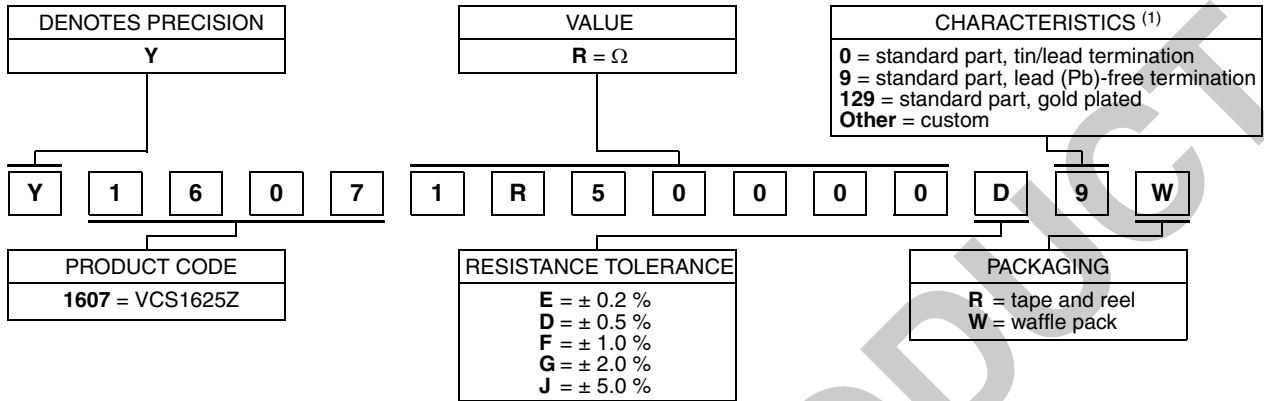 DENOTES PRECISION
Y
VALUE
R = Ω
CHARACTERISTICS (1)
0 = standard part, tin/lead termination
9 = standard part, lead (Pb)-free termination
129 = standard part, gold plated
Other = custom
Y 1 6 0 7 1 R 5 0 0 0 0 D 9 W
PRODUCT CODE
1607 = VCS1625Z
RESISTANCE TOLERANCE
E = ± 0.2 %
D = ± 0.5 %
F = ± 1.0 %
G = ± 2.0 %
J = ± 5.0 %
PACKAGING
R = tape and reel
W = waffle pack
DUCT